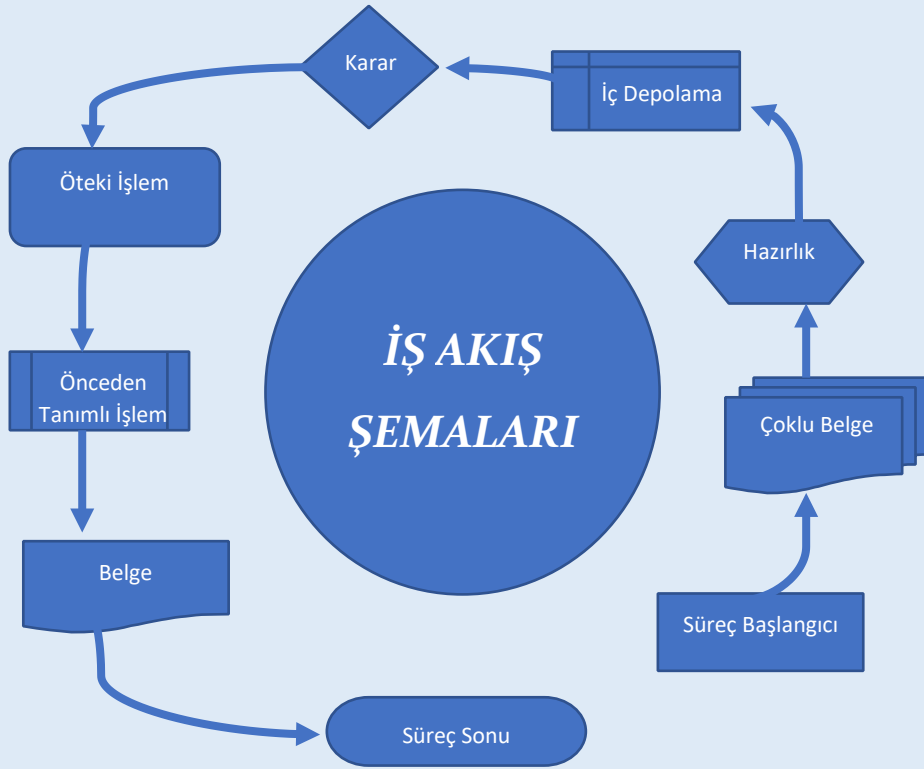 Karar
İç Depolama
Öteki İşlem
Hazırlık
İŞ AKIŞ
ŞEMALARI
Önceden
Tanımlı İşlem
Çoklu Belge
Belge
Süreç Başlangıcı
Süreç Sonu